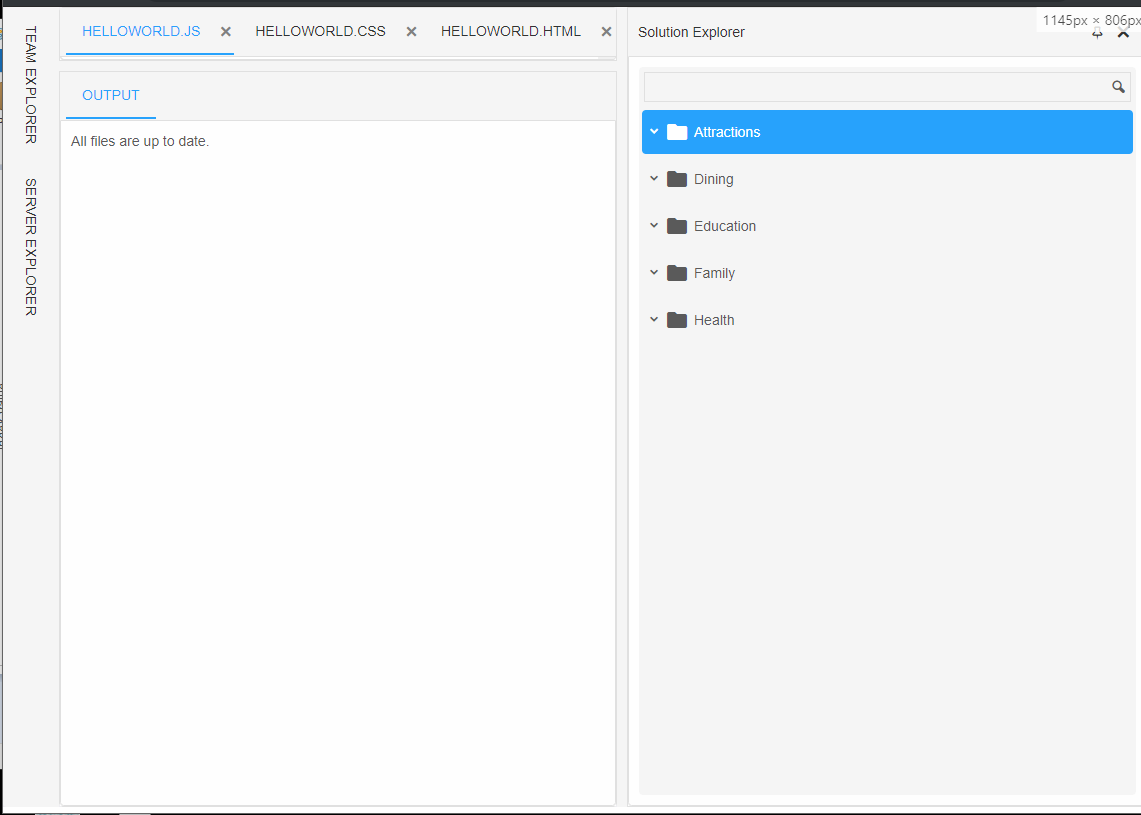 TEAM EXPLORER
SERVER EXPLORER
HELLOWORLD.JS
HELLOWORLD.CSS
HELLOWORLD.HTML
OUTPUT
All files are up to date.
Solution Explorer
1145px × 806px
Attractions
Dining
Education
Family
Health